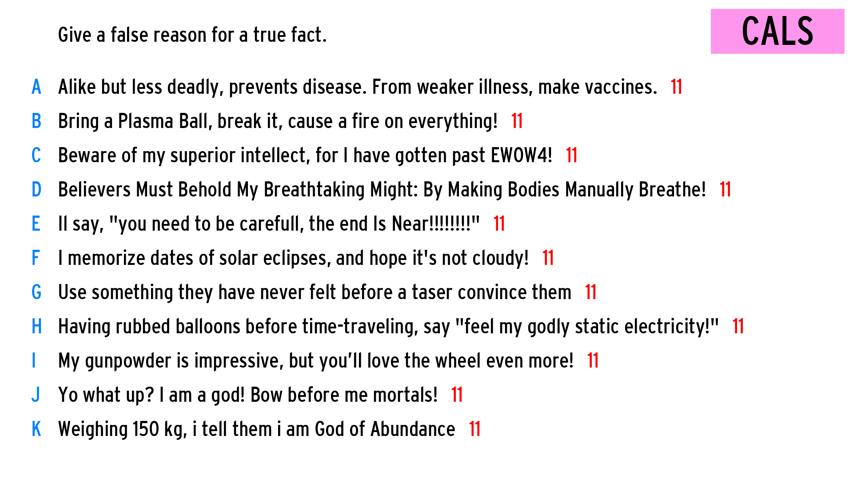 Give a false reason for a true fact.
CALS
A Alike but less deadly, prevents disease. From weaker illness, make vaccines. 11
B Bring a Plasma Ball, break it, cause a fire on everything! 11
C Beware of my superior intellect, for I have gotten past EWOW4! 11
D Believers Must Behold My Breathtaking Might: By Making Bodies Manually Breathe! 11
E Il say, "you need to be carefull, the end Is Near!!!!!!!!" 11
F I memorize dates of solar eclipses, and hope it's not cloudy! 11
G Use something they have never felt before a taser convince them 11
H Having rubbed balloons before time-traveling, say "feel my godly static electricity!" 11
I My gunpowder is impressive, but you'll love the wheel even more! 11
J Yo what up? I am a god! Bow before me mortals! 11
K Weighing 150 kg, i tell them i am God of Abundance 11